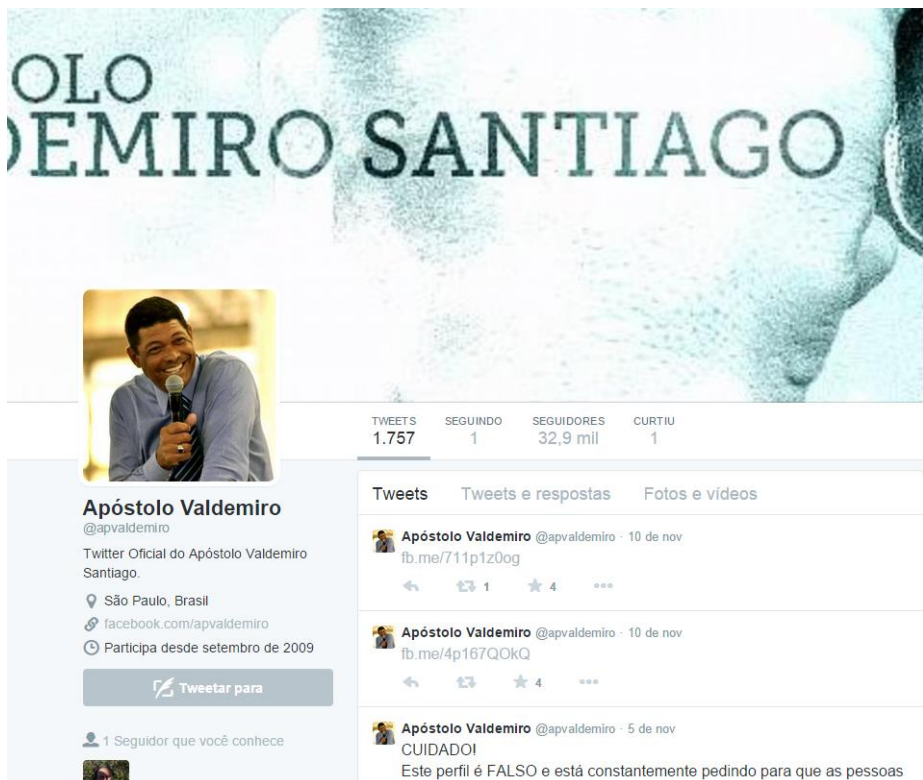 OLO
DEMIRO SANTIAGO
TWEETS SEGUINDO SEGUIDORES CURTIU
1.757 1 32,9 mil 1
Apóstolo Valdemiro
@apvaldemiro
Twitter Oficial do Apóstolo Valdemiro
Santiago.
São Paulo, Brasil
facebook.com/apvaldemiro
Participa desde setembro de 2009
Tweetar para
1 Seguidor que você conhece
Tweets Tweets e respostas Fotos e vídeos
Apóstolo Valdemiro @apvaldemiro · 10 de nov
fb.me/711p1z0og
1 4
Apóstolo Valdemiro @apvaldemiro · 10 de nov
fb.me/4p167QOkQ
4
Apóstolo Valdemiro @apvaldemiro · 5 de nov
CUIDADO!
Este perfil é FALSO e está constantemente pedindo para que as pessoas